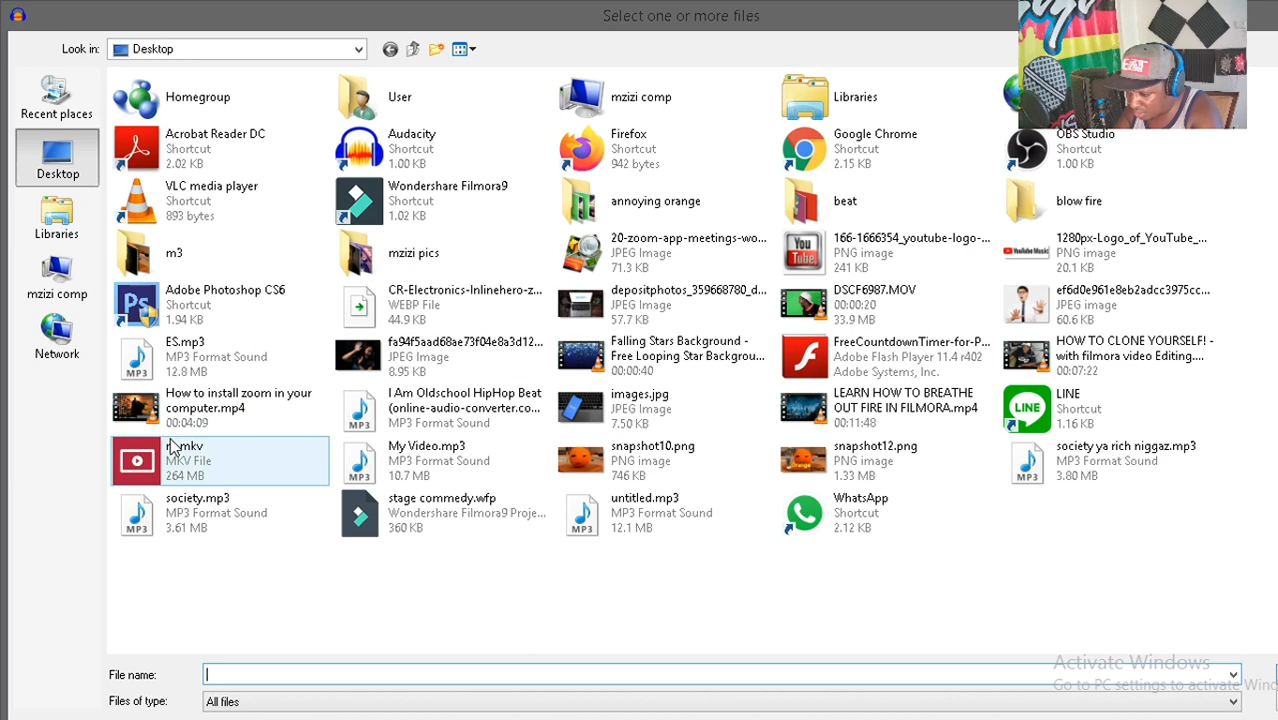 Select one or more files
Look in: Desktop
Recent places
Desktop
Libraries
mzizi comp
Network
Homegroup
User
mzizi comp
Libraries
Acrobat Reader DC
Shortcut
2.02 KB
Audacity
Shortcut
1.00 KB
Firefox
Shortcut
942 bytes
Google Chrome
Shortcut
2.15 KB
OBS Studio
Shortcut
1.00 KB
VLC media player
Shortcut
893 bytes
Wondershare Filmora9
Shortcut
1.02 KB
annoying orange
beat
blow fire
m3
mzizi pics
20-zoom-app-meetings-wo...
JPEG Image
71.3 KB
You
Tube
166-1666354_youtube-logo-...
PNG image
241 KB
YouTube Music
1280px-Logo_of_YouTube_...
PNG image
20.1 KB
Ps
Adobe Photoshop CS6
Shortcut
1.94 KB
CR-Electronics-Inlinehero-z...
WEBP File
44.9 KB
depositphotos_359668780_d...
JPEG Image
57.7 KB
DSCF6987.MOV
00:00:20
33.9 MB
ef6d0e961e8eb2adcc3975cc...
JPEG image
60.6 KB
MP3
ES.mp3
MP3 Format Sound
12.8 MB
fa94f5aad68ae73f04e8a3d12...
JPEG Image
8.95 KB
Falling Stars Background -
Free Looping Star Backgrou...
00:00:40
FreeCountdownTimer-for-P...
Adobe Flash Player 11.4 r402
Adobe Systems, Inc.
HOW TO CLONE YOURSELF! -
with filmora video Editing....
00:07:22
How to install zoom in your
computer.mp4
00:04:09
MP3
I Am Oldschool HipHop Beat
(online-audio-converter.co...
MP3 Format Sound
images.jpg
JPEG Image
7.50 KB
LEARN HOW TO BREATHE
OUT FIRE IN FILMORA.mp4
00:11:48
LINE
LINE
Shortcut
1.16 KB
.mkv
MKV File
264 MB
MP3
My Video.mp3
MP3 Format Sound
10.7 MB
snapshot10.png
PNG image
746 KB
Orange
snapshot12.png
PNG image
1.33 MB
MP3
society ya rich niggaz.mp3
MP3 Format Sound
3.80 MB
MP3
society.mp3
MP3 Format Sound
3.61 MB
stage commedy.wfp
Wondershare Filmora9 Proje...
360 KB
MP3
untitled.mp3
MP3 Format Sound
12.1 MB
WhatsApp
Shortcut
2.12 KB
File name:
Files of type: All files
Activate Windows
Go to PC settings to activate Wind